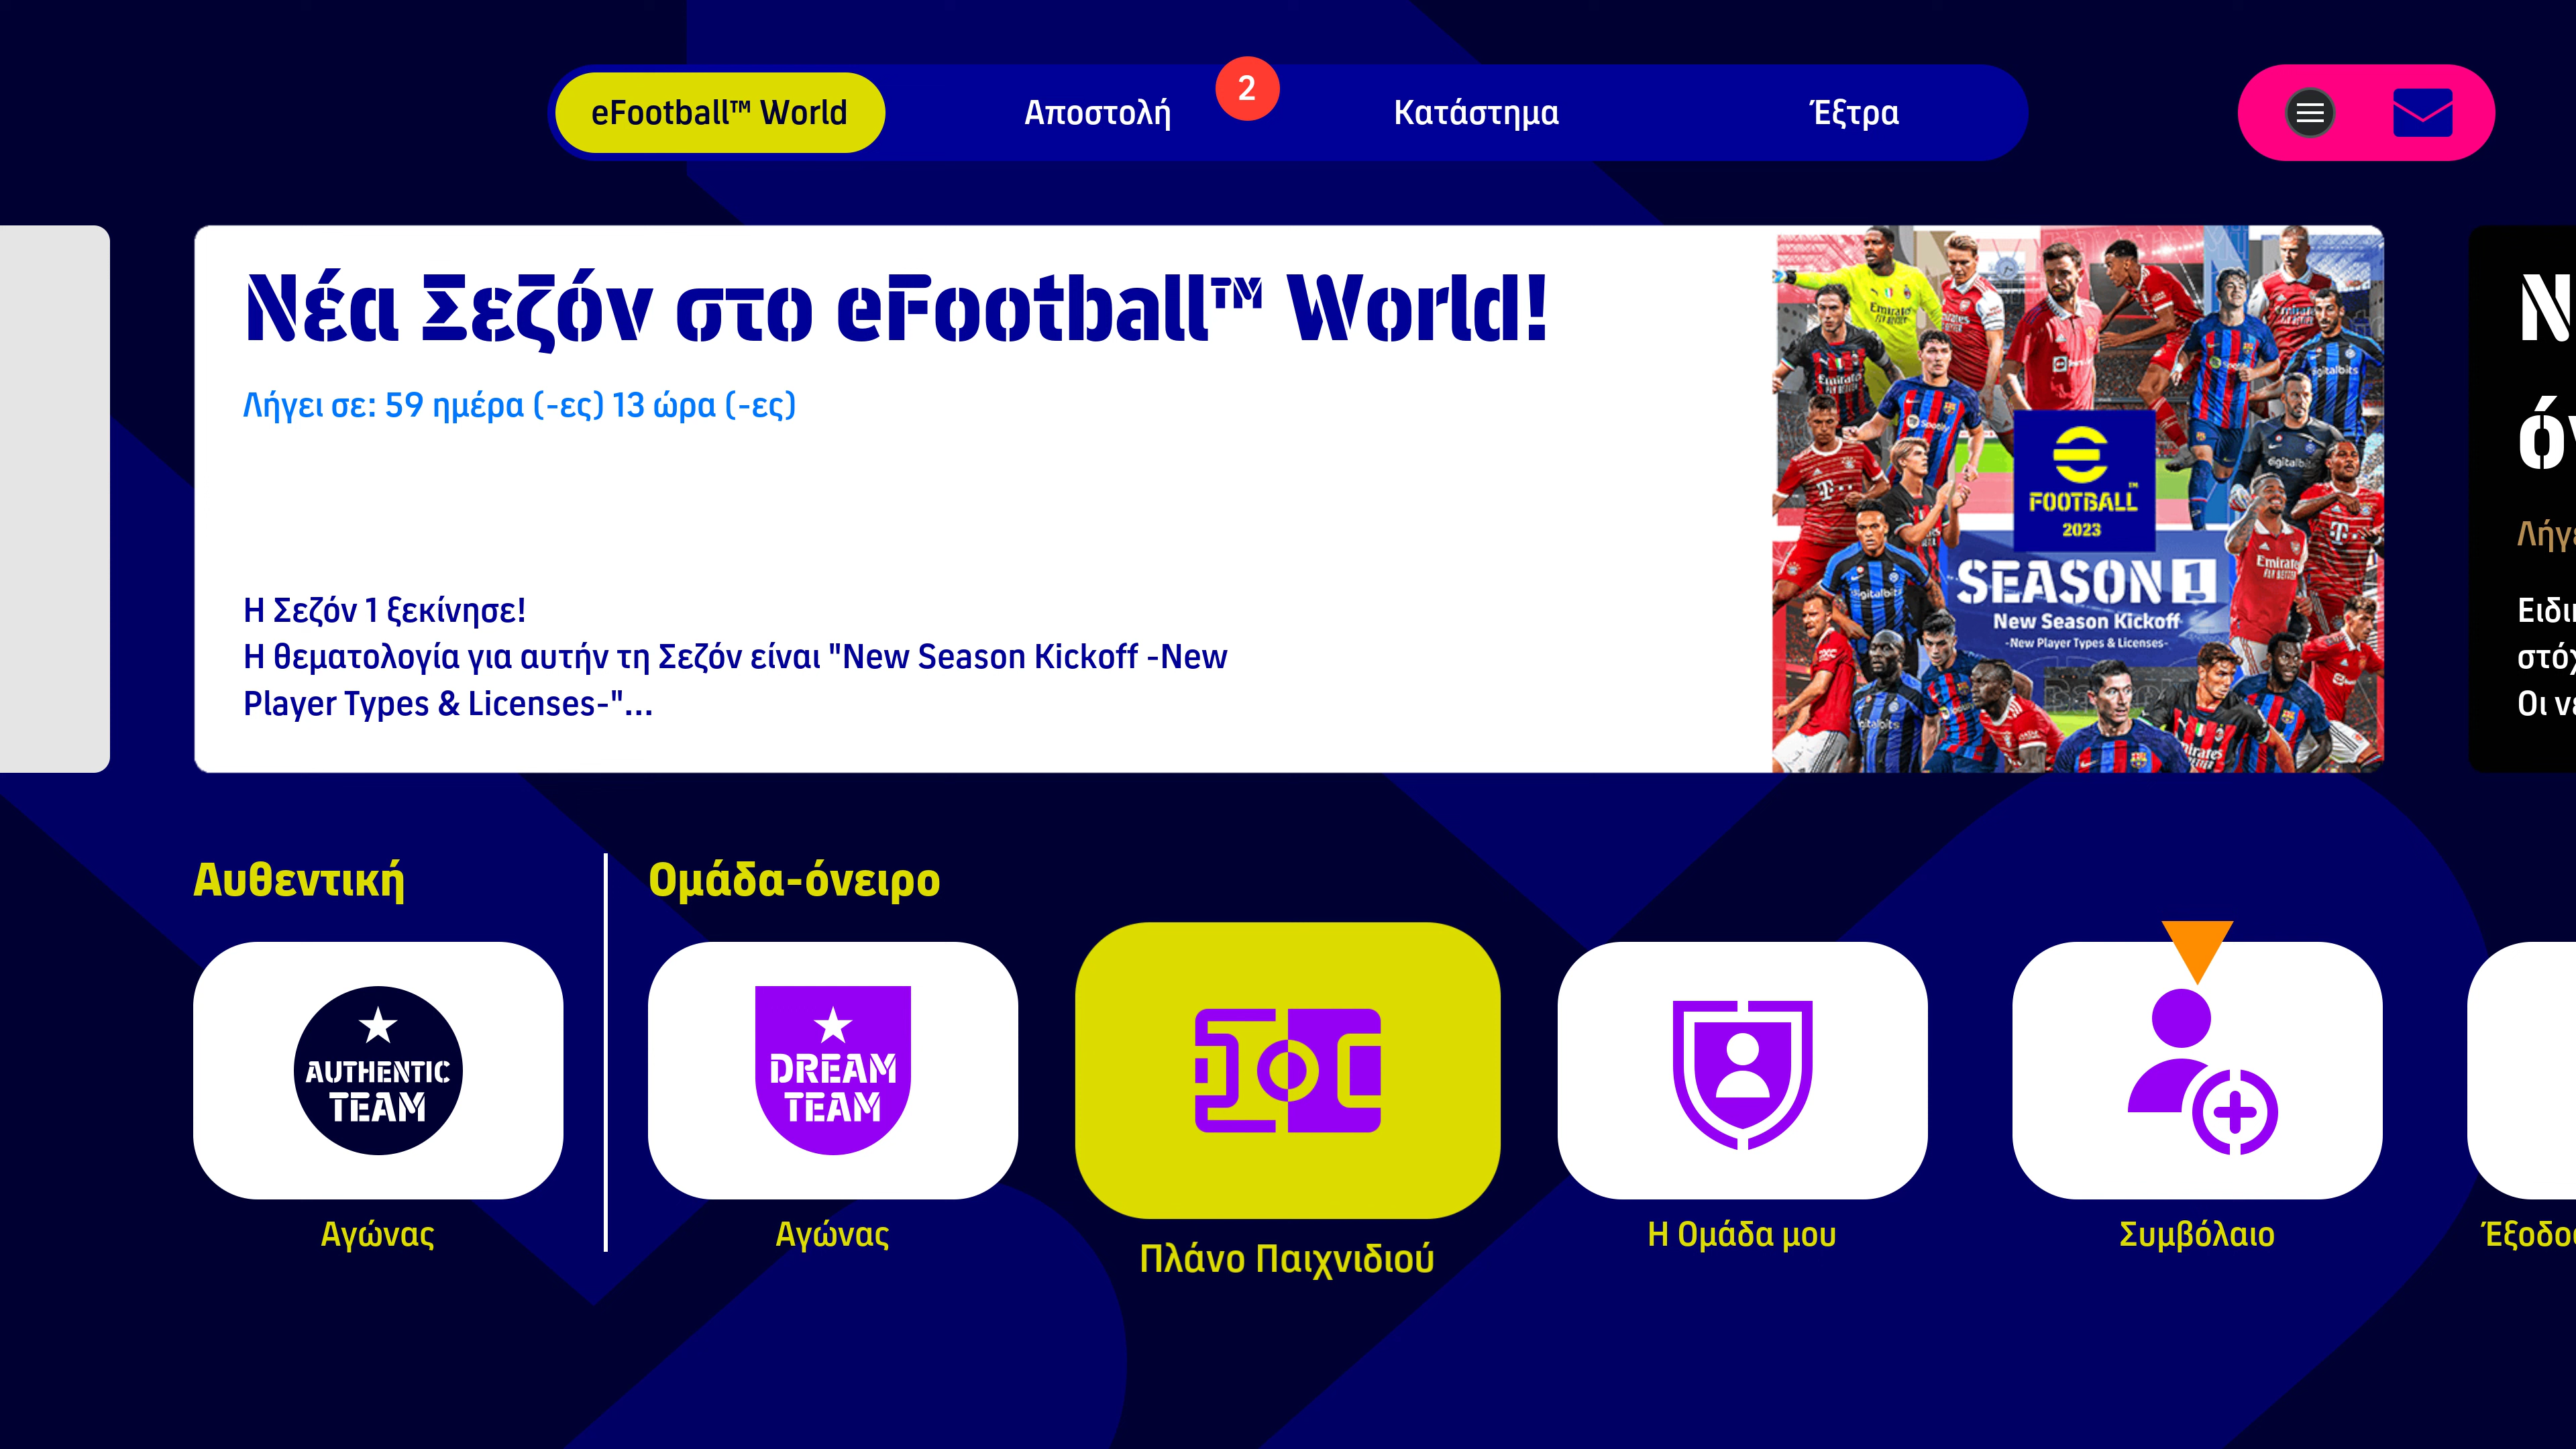 eFootball™ World
Αποστολή
2
Κατάστημα
Έξτρα
Νέα Σεζόν στο eFootball™ World!
Λήγει σε: 59 ημέρα (-ες) 13 ώρα (-ες)
Η Σεζόν 1 ξεκίνησε!
Η θεματολογία για αυτήν τη Σεζόν είναι "New Season Kickoff -New
Player Types & Licenses-"...
FOOTBALL™
2023
SEASON 1
New Season Kickoff
-New Player Types & Licenses-
Αυθεντική
Ομάδα-όνειρο
AUTHENTIC
TEAM
DREAM
TEAM
Αγώνας
Αγώνας
Πλάνο Παιχνιδιού
Η Ομάδα μου
Συμβόλαιο